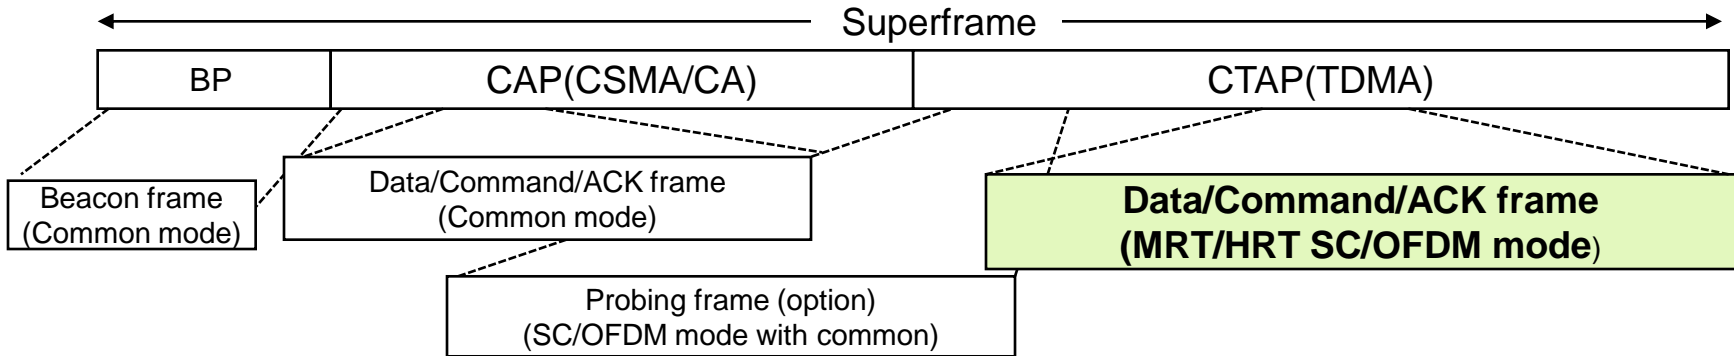 Superframe
BP
CAP(CSMA/CA)
CTAP(TDMA)
Beacon frame
(Common mode)
Data/Command/ACK frame
(Common mode)
Data/Command/ACK frame
(MRT/HRT SC/OFDM mode)
Probing frame (option)
(SC/OFDM mode with common)